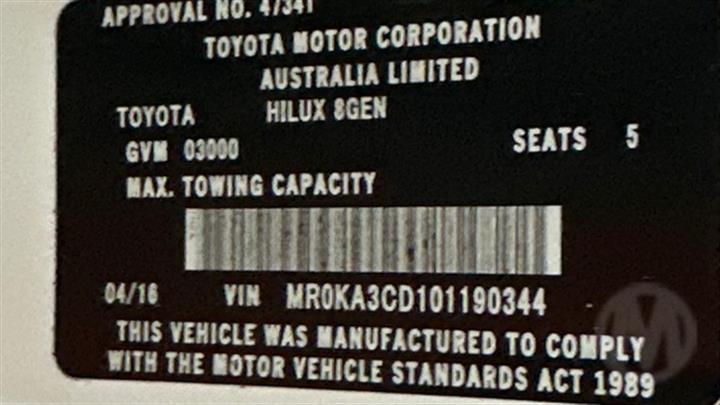 APPROVAL NO. 47341
TOYOTA MOTOR CORPORATION
AUSTRALIA LIMITED
TOYOTA HILUX 8GEN
GVM 03000 SEATS 5
MAX. TOWING CAPACITY
04/16 VIN MR0KA3CD101190344
THIS VEHICLE WAS MANUFACTURED TO COMPLY
WITH THE MOTOR VEHICLE STANDARDS ACT 1989